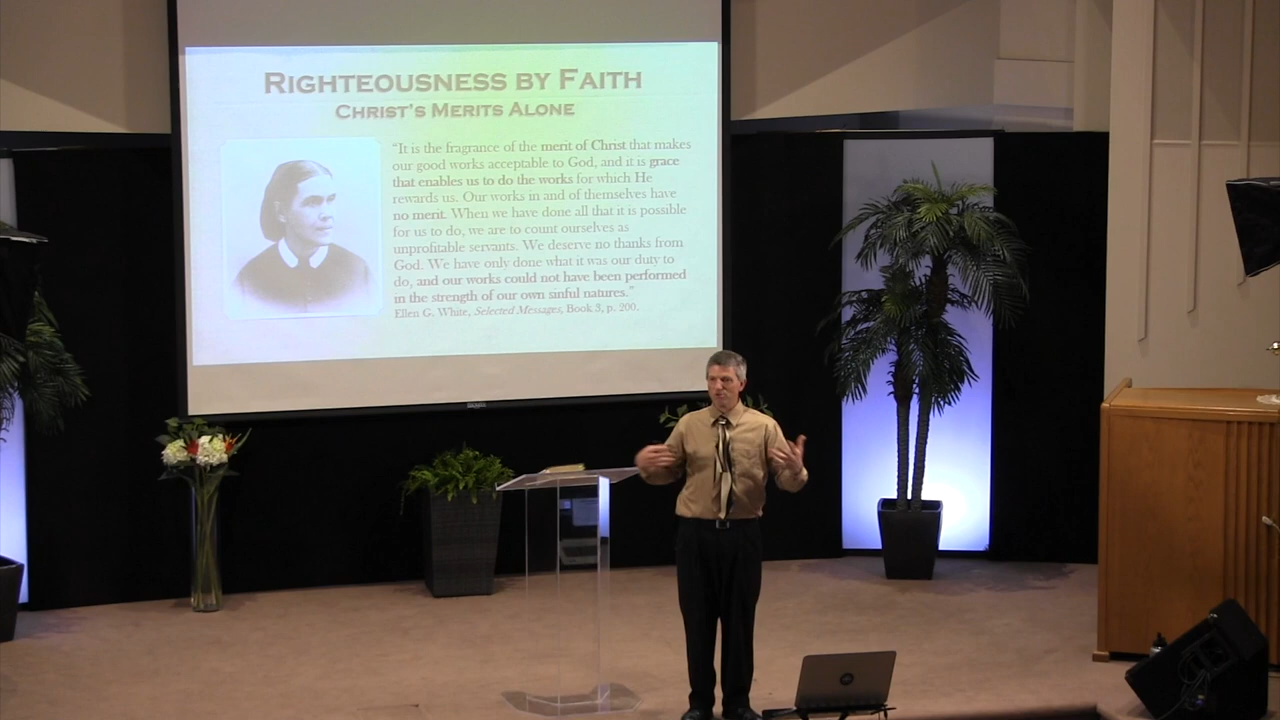 RIGHTEOUSNESS BY FAITH
CHRIST'S MERITS ALONE
“It is the fragrance of the merit of Christ that makes
our good works acceptable to God, and it is grace
that enables us to do the works for which He
rewards us. Our works in and of themselves have
no merit. When we have done all that it is possible
for us to do, we are to count ourselves as
unprofitable servants. We deserve no thanks from
God. We have only done what it was our duty to
do, and our works could not have been performed
in the strength of our own sinful natures.”
Ellen G. White, Selected Messages, Book 3, p. 200.